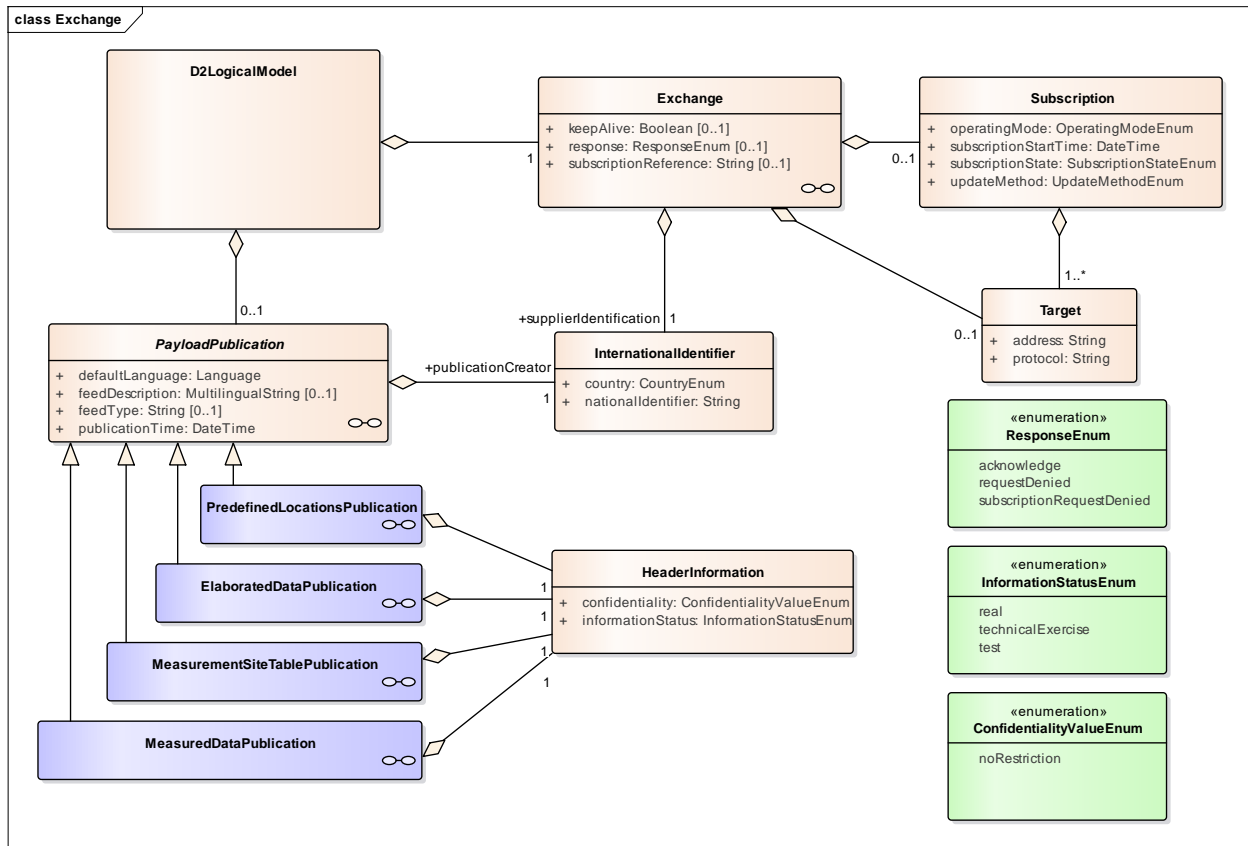 class Exchange
D2LogicalModel
Exchange
+ keepAlive: Boolean [0..1]
+ response: ResponseEnum [0..1]
+ subscriptionReference: String [0..1]
Subscription
+ operatingMode: OperatingModeEnum
+ subscriptionStartTime: DateTime
+ subscriptionState: SubscriptionStateEnum
+ updateMethod: UpdateMethodEnum
1
0..1
0..1
1..*
Target
+ address: String
+ protocol: String
0..1
+supplierIdentification 1
PayloadPublication
+ defaultLanguage: Language
+ feedDescription: MultilingualString [0..1]
+ feedType: String [0..1]
+ publicationTime: DateTime
+publicationCreator
1
InternationalIdentifier
+ country: CountryEnum
+ nationalIdentifier: String
«enumeration»
ResponseEnum
acknowledge
requestDenied
subscriptionRequestDenied
PredefinedLocationsPublication
ElaboratedDataPublication
MeasurementSiteTablePublication
MeasuredDataPublication
1
1
1
1
HeaderInformation
+ confidentiality: ConfidentialityValueEnum
+ informationStatus: InformationStatusEnum
«enumeration»
InformationStatusEnum
real
technicalExercise
test
«enumeration»
ConfidentialityValueEnum
noRestriction